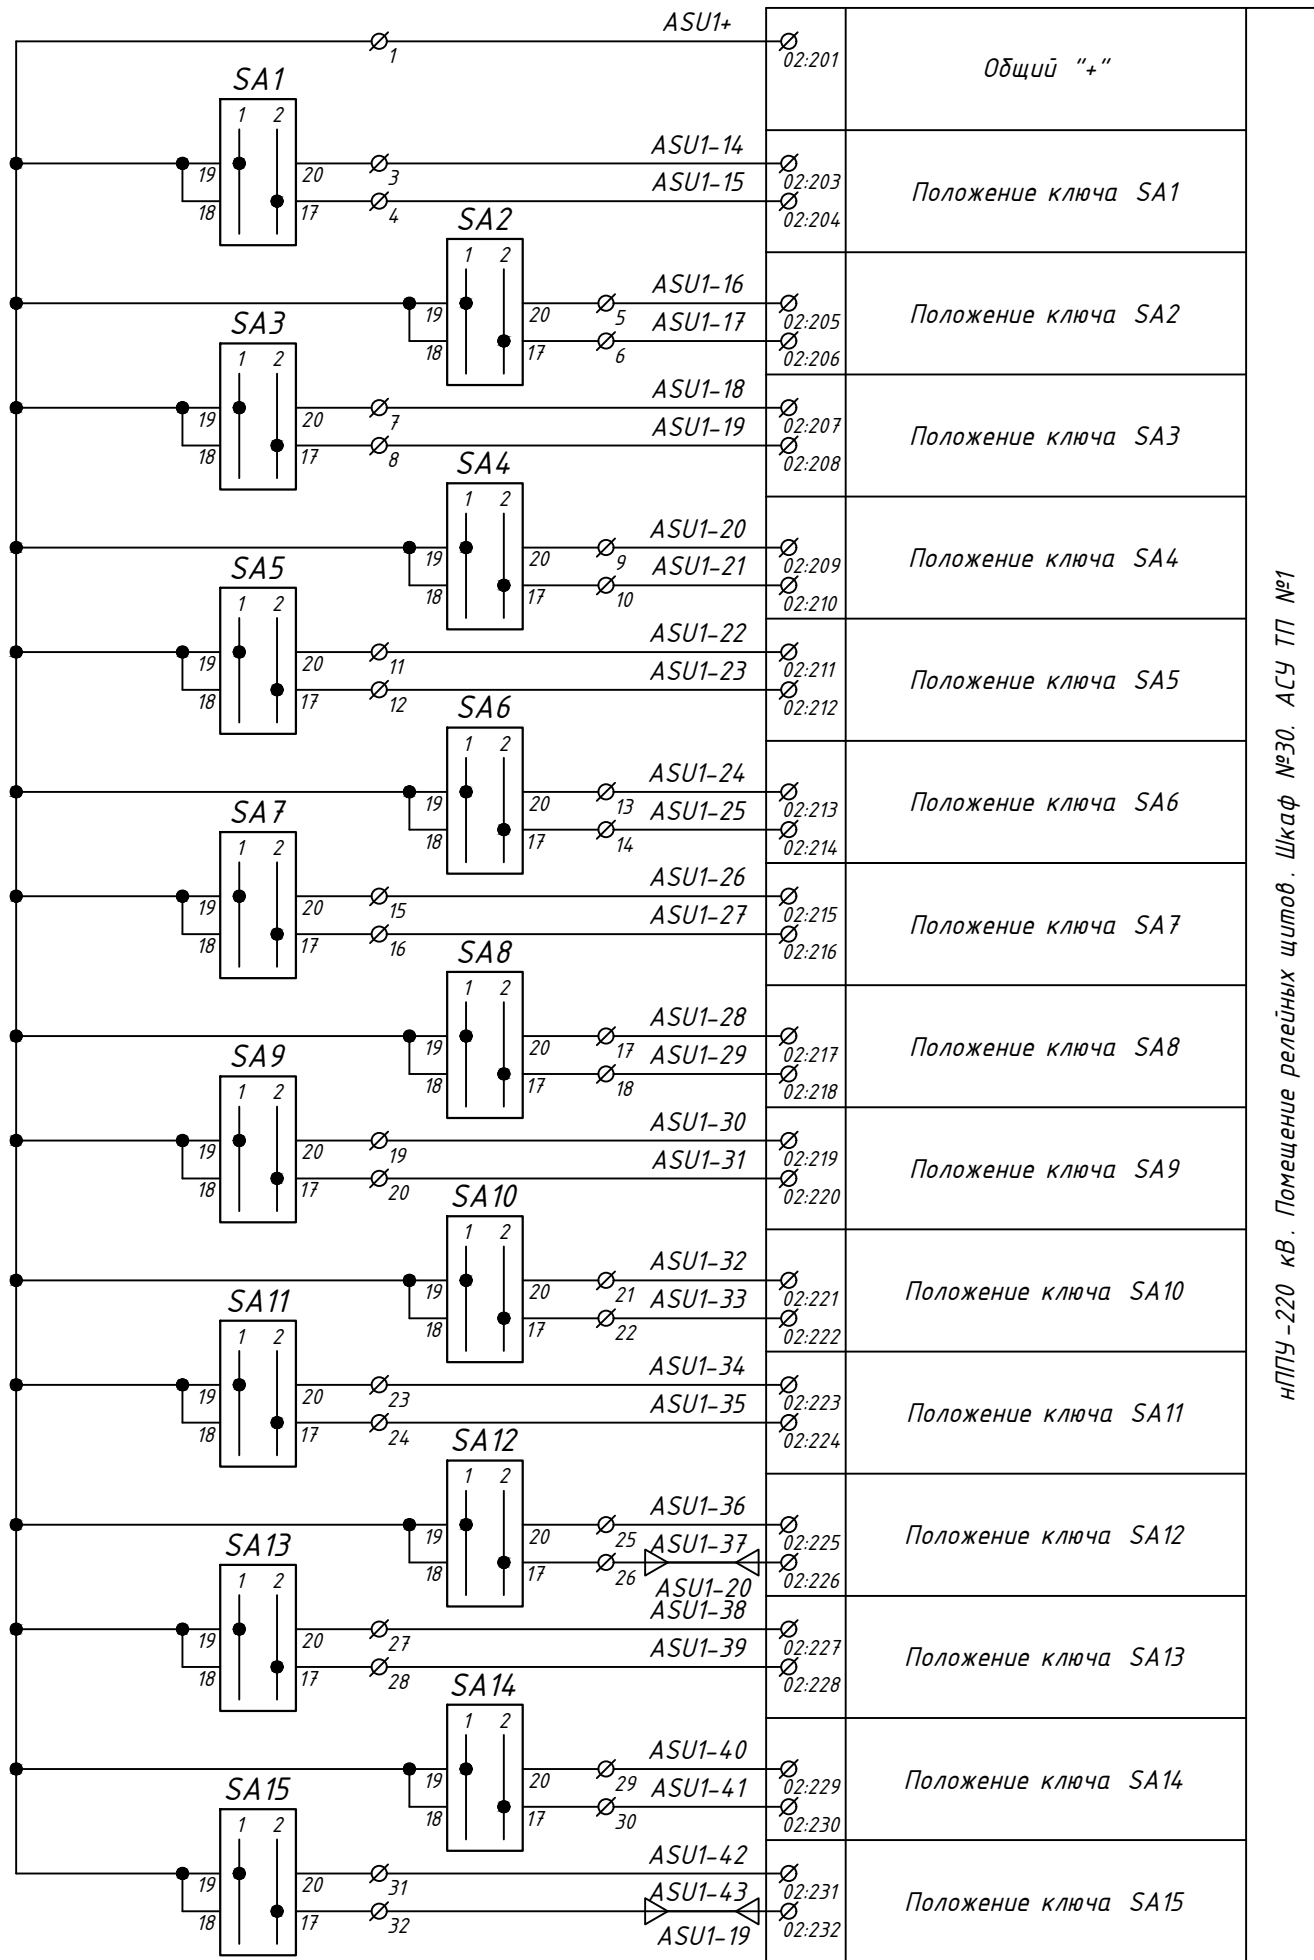 ASU1+
1
02:201
Общий "+"
SA1
1 2
19 20 3 ASU1-14 02:203
18 17 4 ASU1-15 02:204
Положение ключа SA1
SA2
1 2
19 20 5 ASU1-16 02:205
18 17 6 ASU1-17 02:206
Положение ключа SA2
SA3
1 2
19 20 7 ASU1-18 02:207
18 17 8 ASU1-19 02:208
Положение ключа SA3
SA4
1 2
19 20 9 ASU1-20 02:209
18 17 10 ASU1-21 02:210
Положение ключа SA4
SA5
1 2
19 20 11 ASU1-22 02:211
18 17 12 ASU1-23 02:212
Положение ключа SA5
SA6
1 2
19 20 13 ASU1-24 02:213
18 17 14 ASU1-25 02:214
Положение ключа SA6
SA7
1 2
19 20 15 ASU1-26 02:215
18 17 16 ASU1-27 02:216
Положение ключа SA7
SA8
1 2
19 20 17 ASU1-28 02:217
18 17 18 ASU1-29 02:218
Положение ключа SA8
SA9
1 2
19 20 19 ASU1-30 02:219
18 17 20 ASU1-31 02:220
Положение ключа SA9
SA10
1 2
19 20 21 ASU1-32 02:221
18 17 22 ASU1-33 02:222
Положение ключа SA10
SA11
1 2
19 20 23 ASU1-34 02:223
18 17 24 ASU1-35 02:224
Положение ключа SA11
SA12
1 2
19 20 25 ASU1-36 02:225
18 17 26 ASU1-37 02:226
ASU1-20
Положение ключа SA12
SA13
1 2
19 20 27 ASU1-38 02:227
18 17 28 ASU1-39 02:228
Положение ключа SA13
SA14
1 2
19 20 29 ASU1-40 02:229
18 17 30 ASU1-41 02:230
Положение ключа SA14
SA15
1 2
19 20 31 ASU1-42 02:231
18 17 32 ASU1-43 02:232
ASU1-19
Положение ключа SA15
нППУ-220 кВ. Помещение релейных щитов. Шкаф №30. АСУ ТП №1